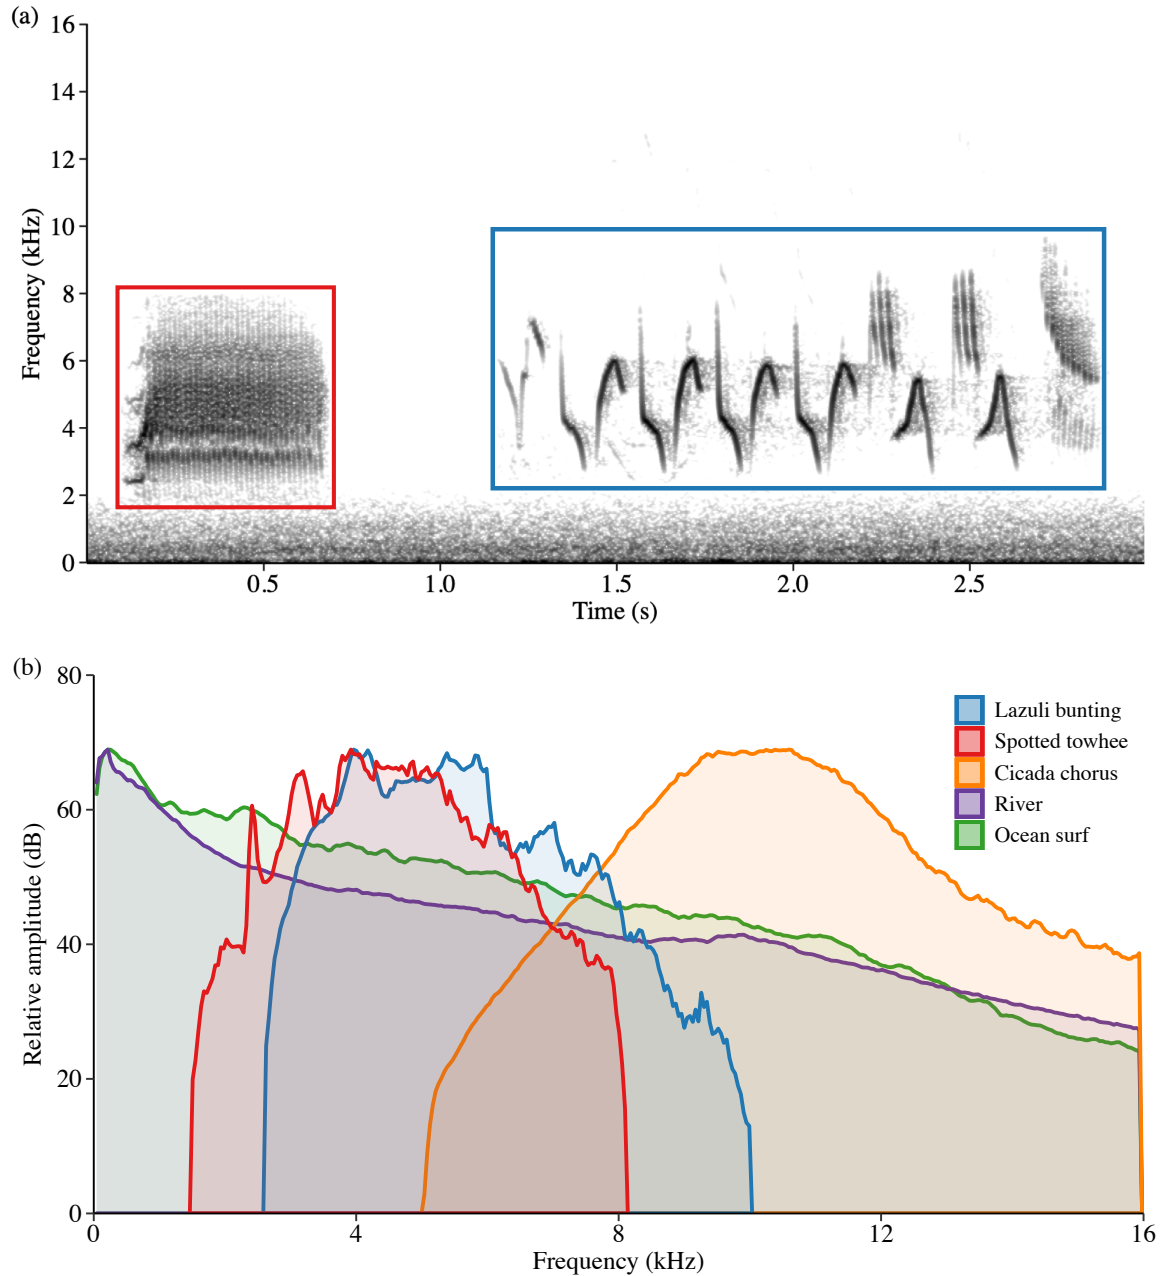 (a)
16
14
12
10
8
6
4
2
0
Frequency (kHz)
0.5 1.0 1.5 2.0 2.5
Time (s)
(b)
80
60
40
20
0
Relative amplitude (dB)
Lazuli bunting
Spotted towhee
Cicada chorus
River
Ocean surf
0 4 8 12 16
Frequency (kHz)